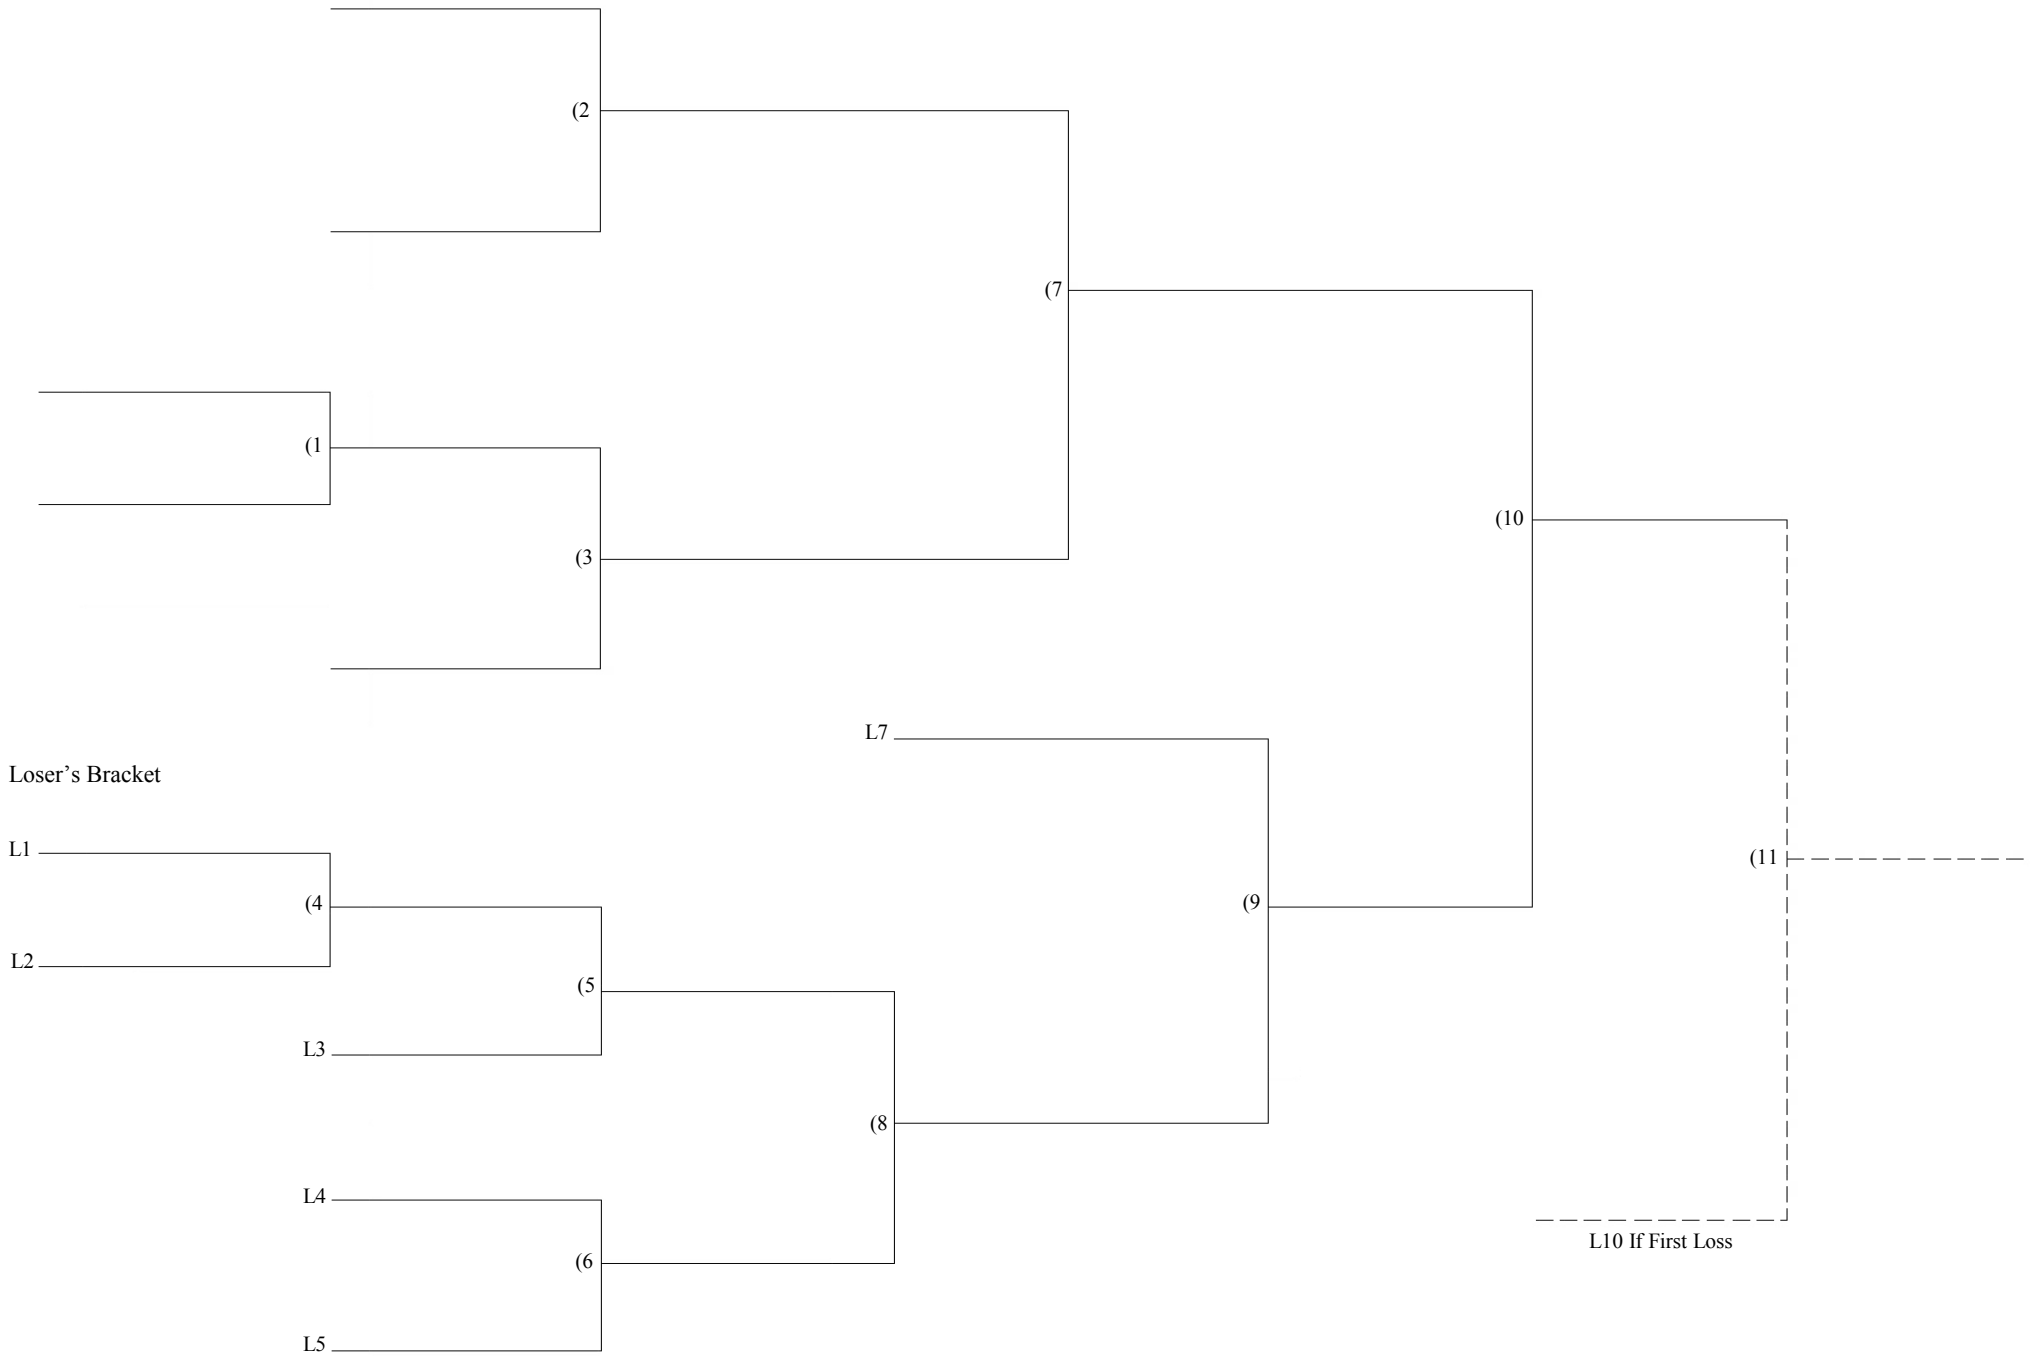 (2
(7
(1
(10
(3
L7
Loser’s Bracket
L1
(11
(4
(9
L2
(5
L3
(8
L4
L10 If First Loss
(6
L5